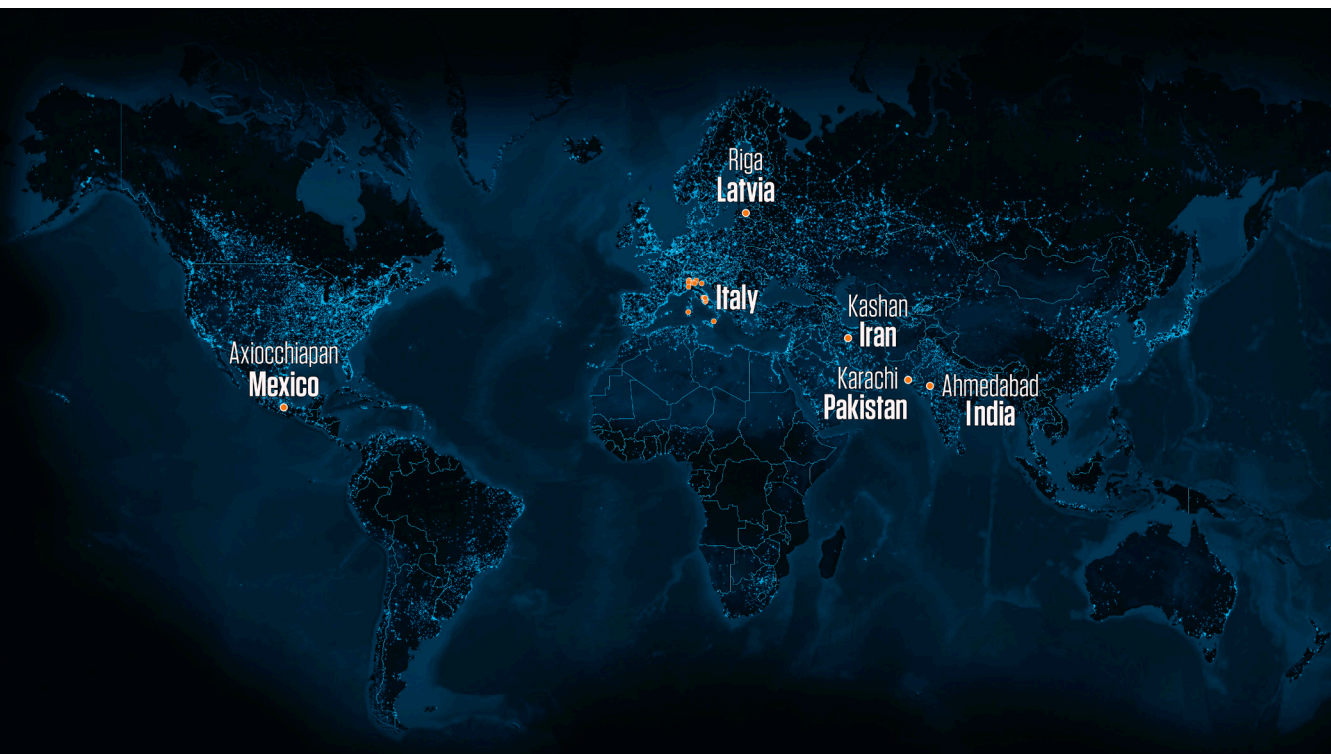 Riga
Latvia
Italy
Kashan
Iran
Axiocchiapan
Mexico
Karachi
Pakistan
Ahmedabad
India